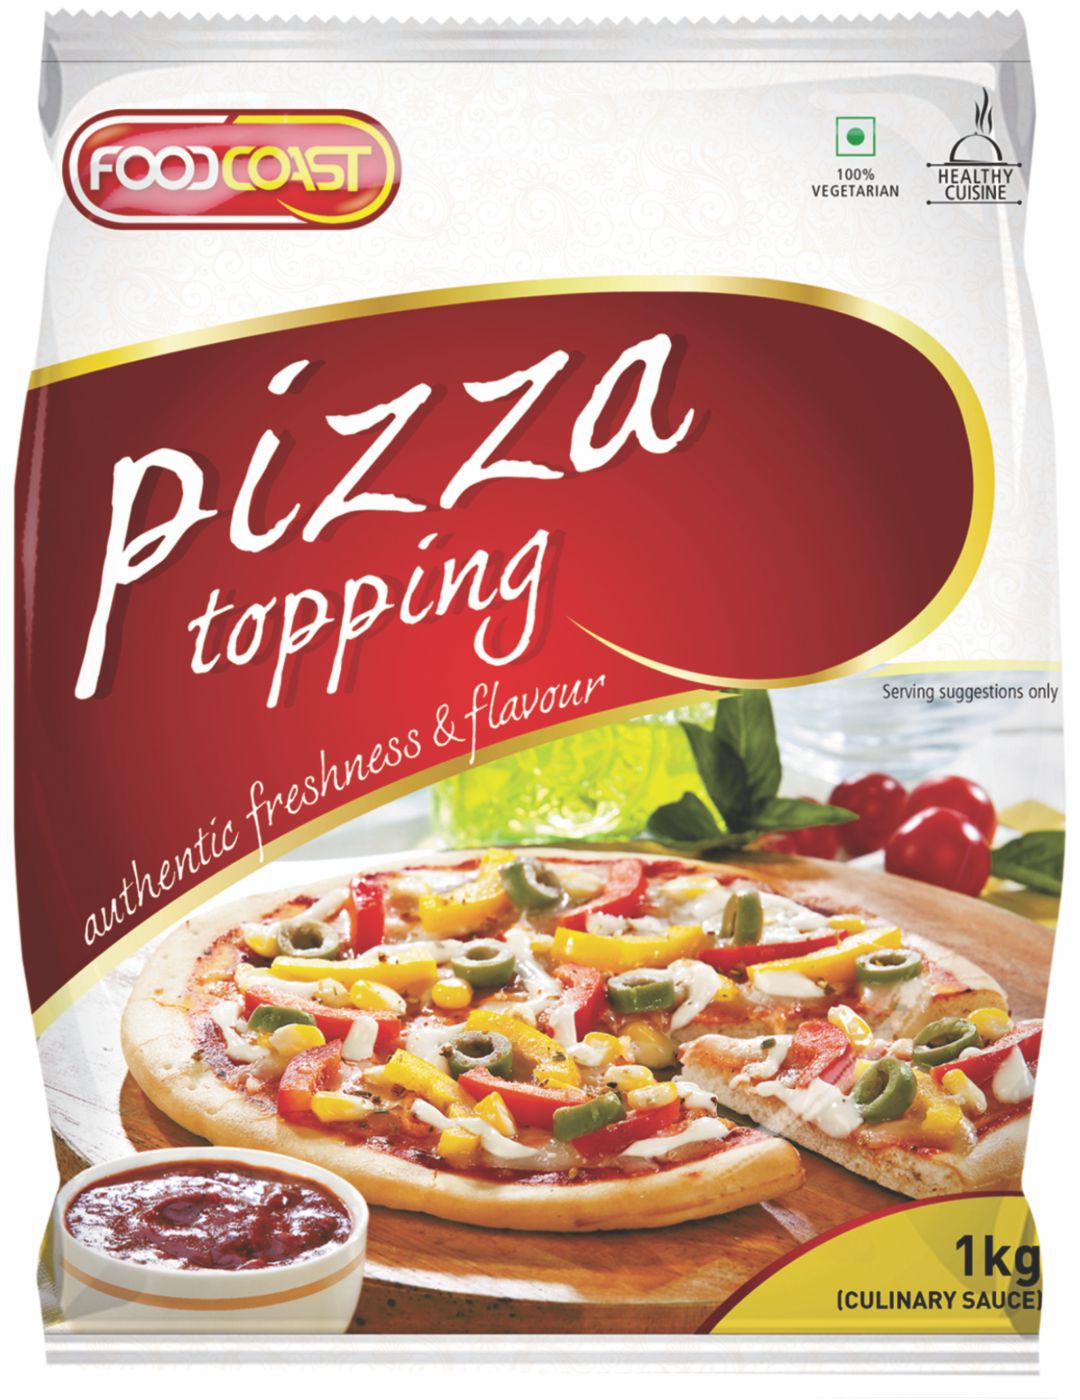 FOODCOAST
100%
VEGETARIAN
HEALTHY
CUISINE
pizza
topping
authentic freshness & flavour
Serving suggestions only
1kg
(CULINARY SAUCE)